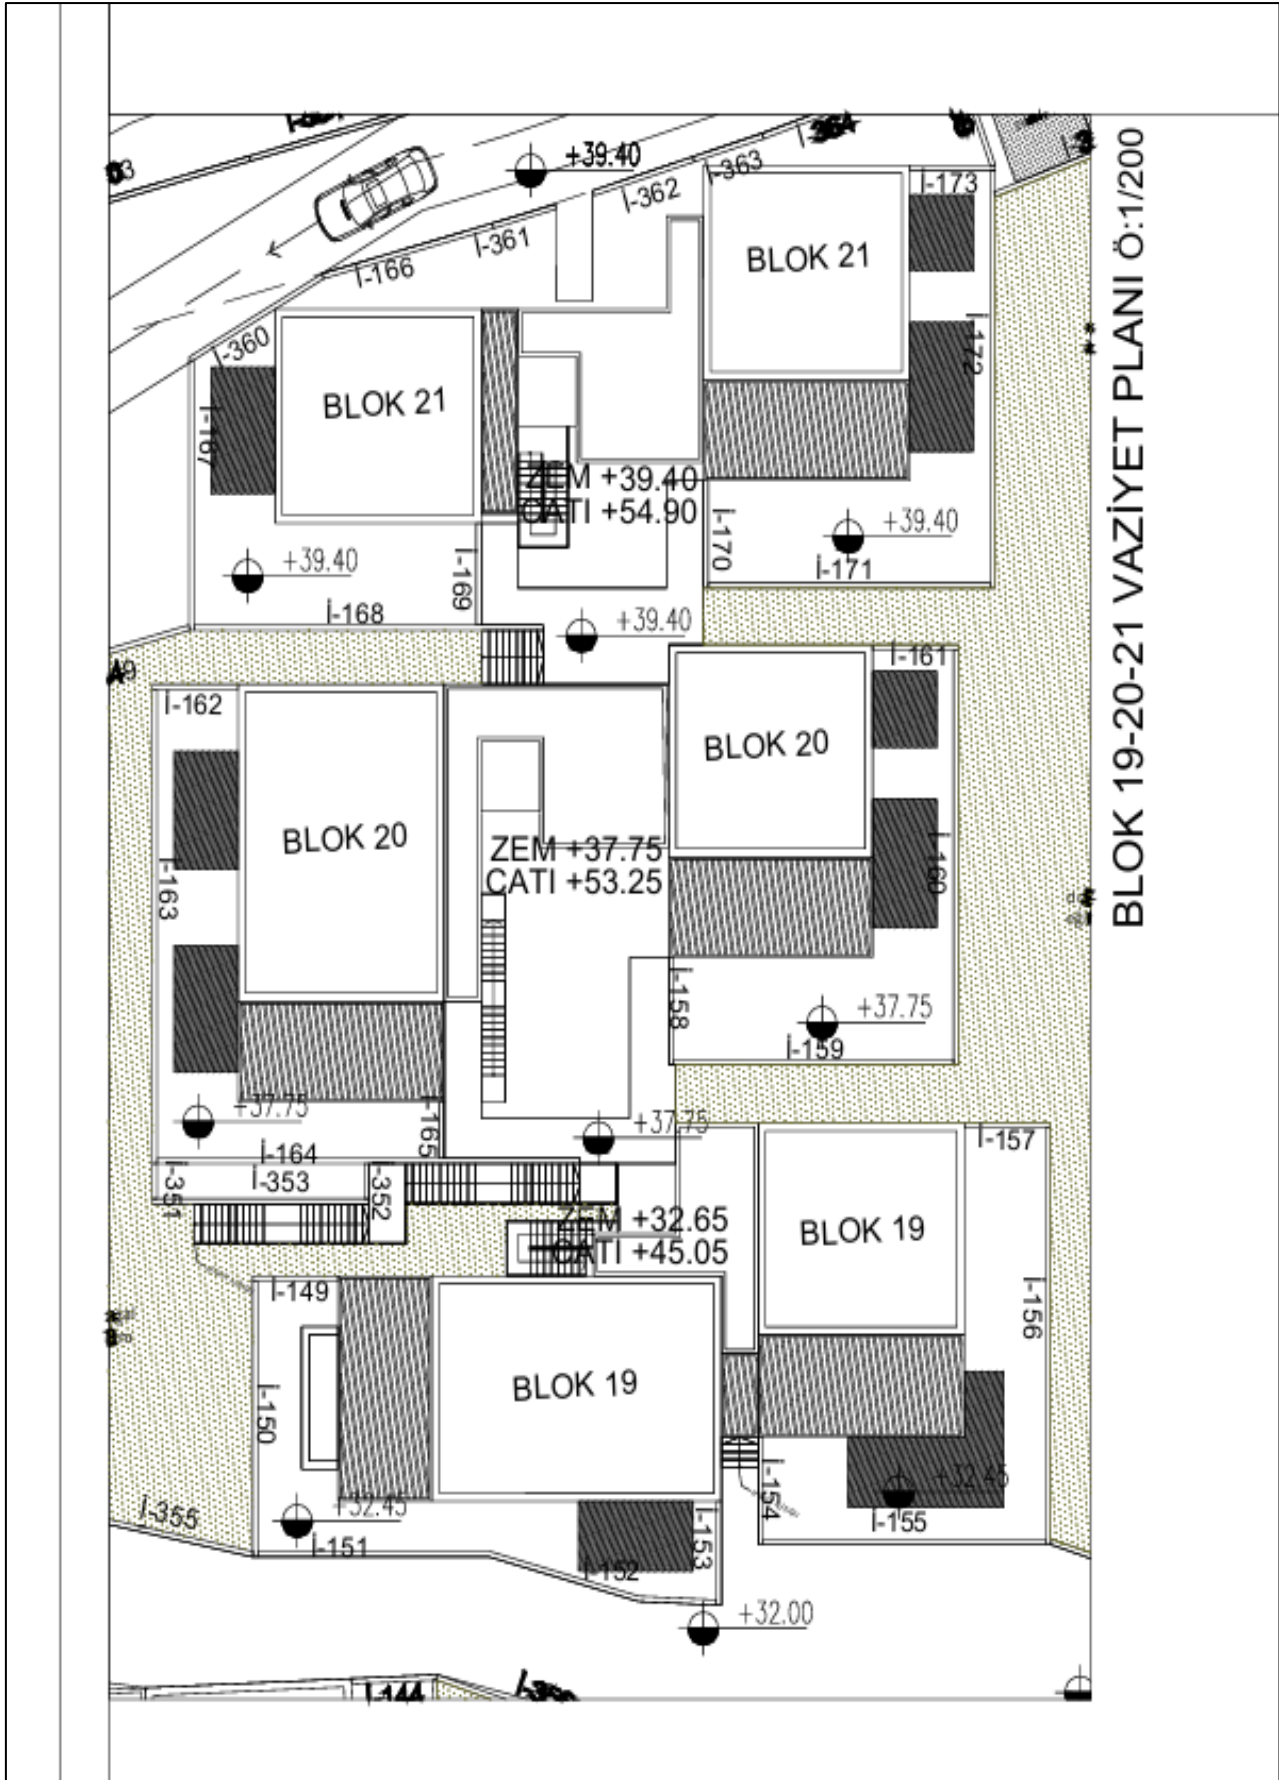 +39.40
İ-364
İ-363
İ-362
İ-361
İ-166
İ-173
BLOK 21
İ-172
İ-360
BLOK 21
İ-167
ZEM +39.40
CATI +54.90
İ-170
+39.40
İ-171
+39.40
İ-169
İ-168
+39.40
İ-161
İ-162
BLOK 20
BLOK 20
ZEM +37.75
CATI +53.25
İ-160
İ-163
İ-158
+37.75
İ-159
+37.75
İ-165
+37.75
İ-164
İ-353
İ-351
İ-352
İ-157
ZEM +32.65
CATI +45.05
BLOK 19
İ-149
İ-156
BLOK 19
İ-150
+32.45
İ-154
+32.45
İ-155
İ-355
İ-151
İ-152
İ-153
+32.00
İ-144
BLOK 19-20-21 VAZİYET PLANI Ö:1/200